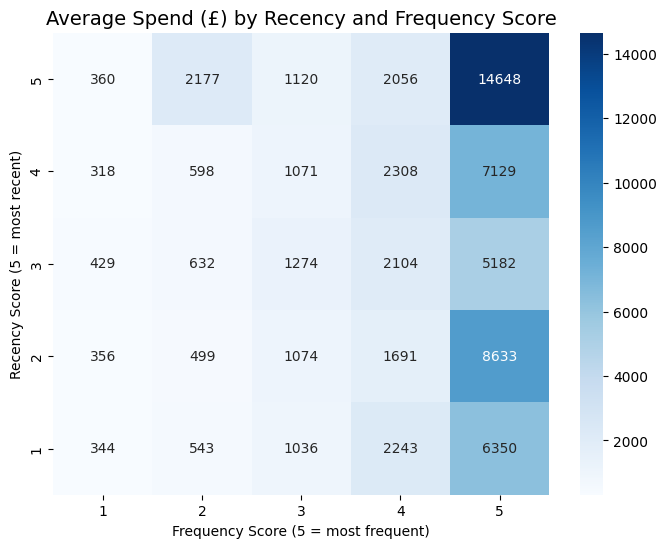 Average Spend (£) by Recency and Frequency Score
Recency Score (5 = most recent)
5 360 2177 1120 2056 14648
4 318 598 1071 2308 7129
3 429 632 1274 2104 5182
2 356 499 1074 1691 8633
1 344 543 1036 2243 6350
1 2 3 4 5
Frequency Score (5 = most frequent)
14000
12000
10000
8000
6000
4000
2000